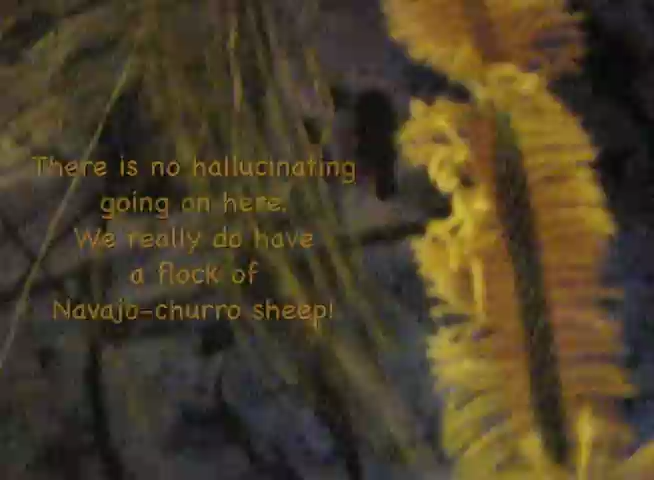 There is no hallucinating
going on here.
We really do have
a flock of
Navajo-churro sheep!